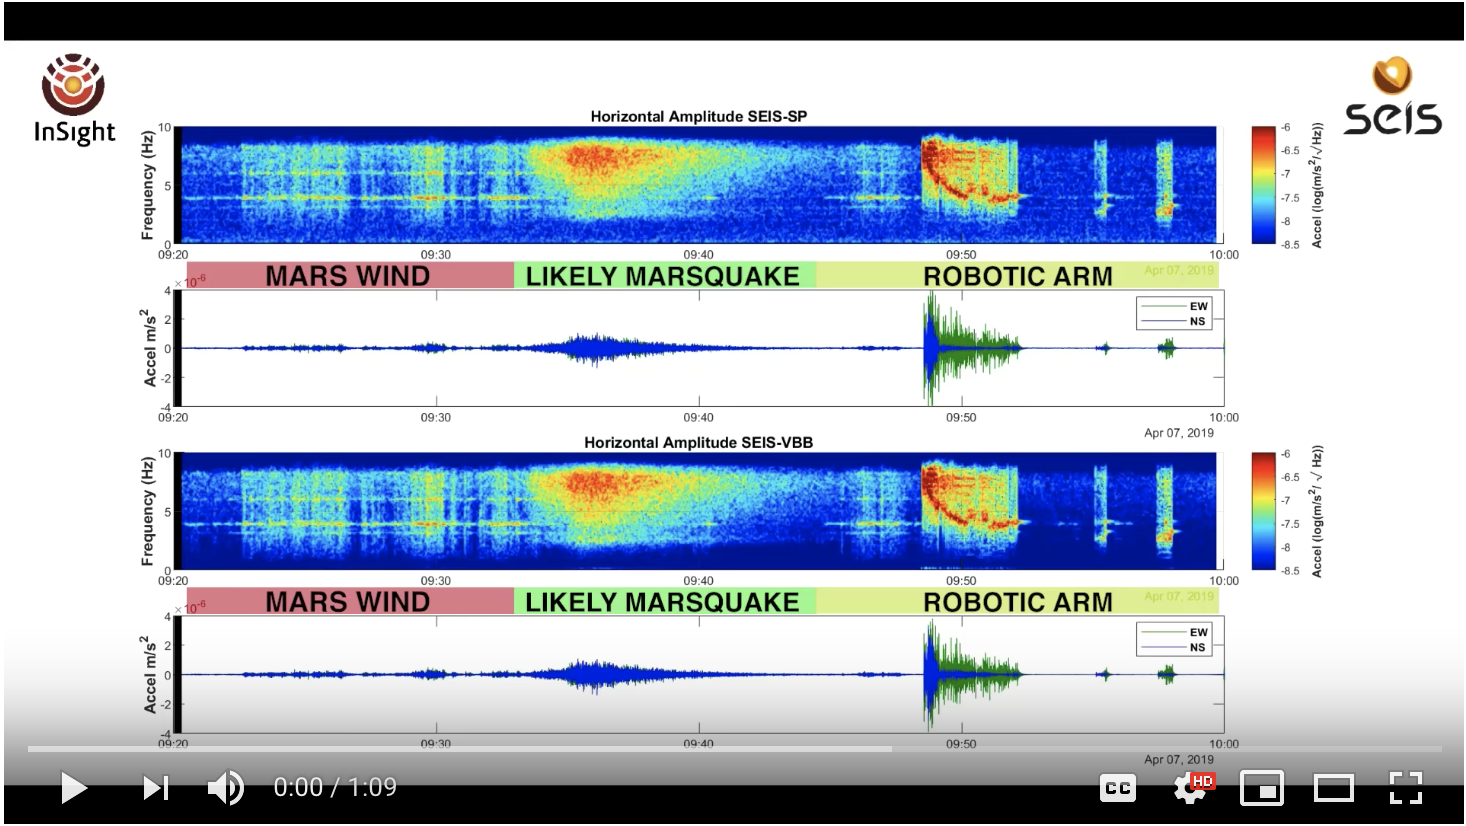 InSight
seis
Horizontal Amplitude SEIS-SP
Frequency (Hz)
10
5
0
09:20 09:30 09:40 09:50 10:00
-6
-6.5
-7
-7.5
-8
-8.5
Accel (log(m/s²/√Hz))
MARS WIND LIKELY MARSQUAKE ROBOTIC ARM Apr 07, 2019
×10⁻⁶
Accel m/s²
4
2
0
-2
-4
EW
NS
09:20 09:30 09:40 09:50 10:00
Apr 07, 2019
Horizontal Amplitude SEIS-VBB
Frequency (Hz)
10
5
0
09:20 09:30 09:40 09:50 10:00
-6
-6.5
-7
-7.5
-8
-8.5
Accel (log(m/s²/ √ Hz))
MARS WIND LIKELY MARSQUAKE ROBOTIC ARM Apr 07, 2019
×10⁻⁶
Accel m/s²
4
2
0
-2
-4
EW
NS
09:20 09:30 09:40 09:50 10:00
Apr 07, 2019
0:00 / 1:09
CC
HD